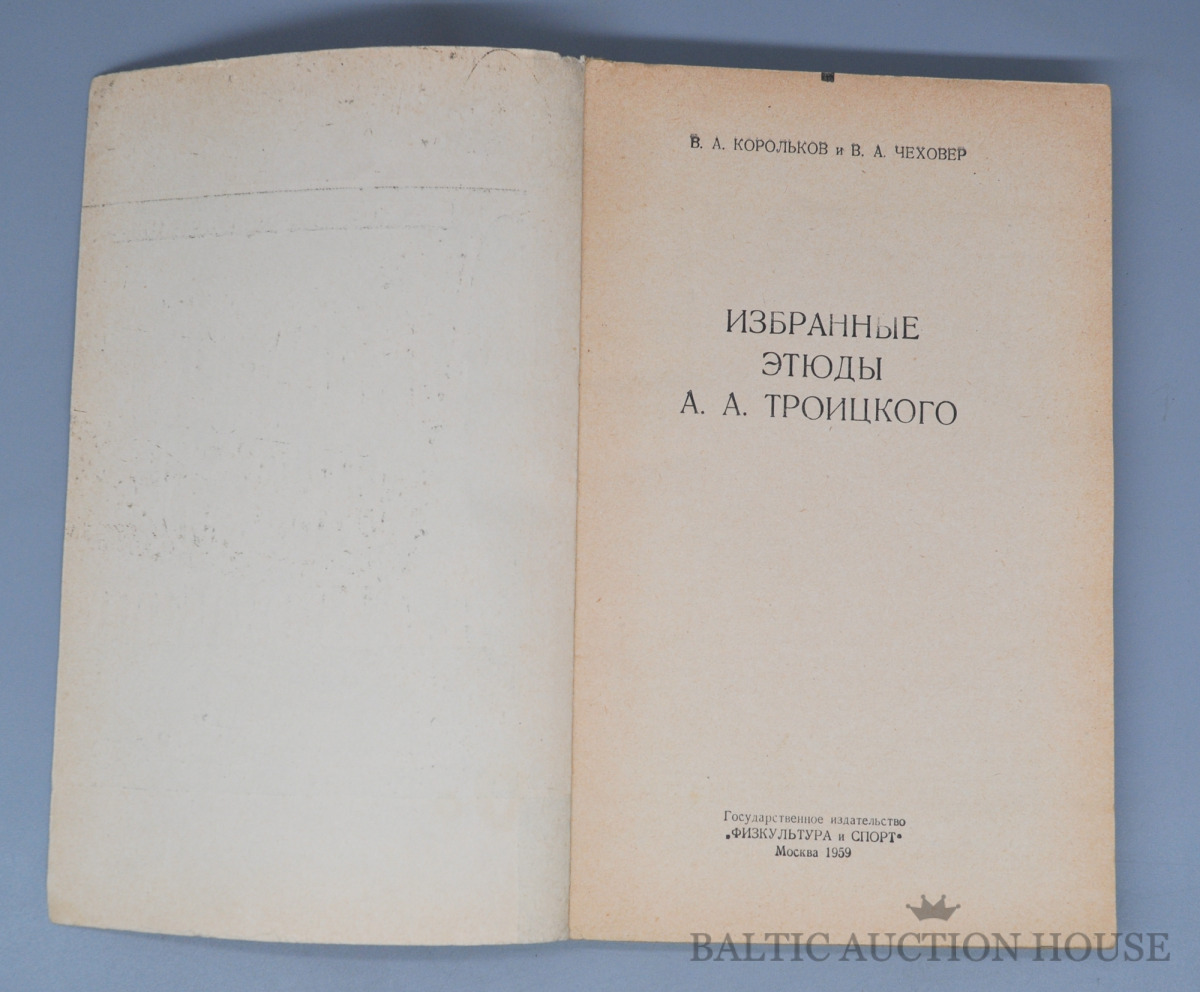 В. А. КОРОЛЬКОВ и В. А. ЧЕХОВЕР
ИЗБРАННЫЕ
ЭТЮДЫ
А. А. ТРОИЦКОГО
Государственное издательство
„ФИЗКУЛЬТУРА и СПОРТ"
Москва 1959
BALTIC AUCTION HOUSE